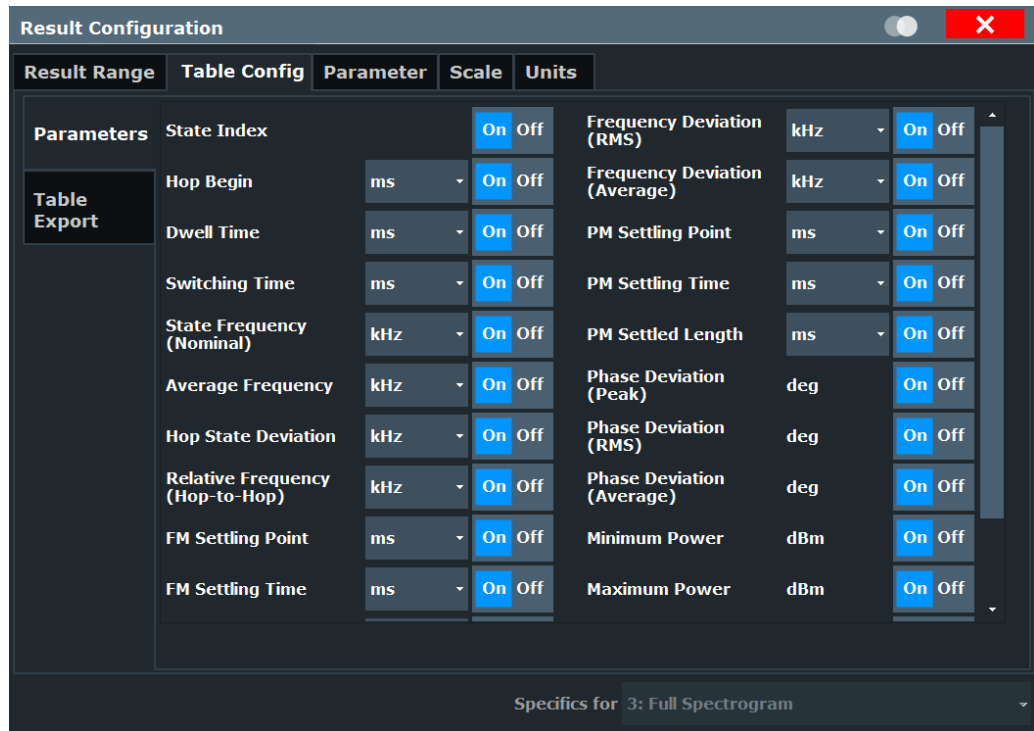 Result Configuration
Result Range Table Config Parameter Scale Units
Parameters
Table
Export
State Index On Off
Hop Begin ms On Off
Dwell Time ms On Off
Switching Time ms On Off
State Frequency
(Nominal) kHz On Off
Average Frequency kHz On Off
Hop State Deviation kHz On Off
Relative Frequency
(Hop-to-Hop) kHz On Off
FM Settling Point ms On Off
FM Settling Time ms On Off
Frequency Deviation
(RMS) kHz On Off
Frequency Deviation
(Average) kHz On Off
PM Settling Point ms On Off
PM Settling Time ms On Off
PM Settled Length ms On Off
Phase Deviation
(Peak) deg On Off
Phase Deviation
(RMS) deg On Off
Phase Deviation
(Average) deg On Off
Minimum Power dBm On Off
Maximum Power dBm On Off
Specifics for 3: Full Spectrogram